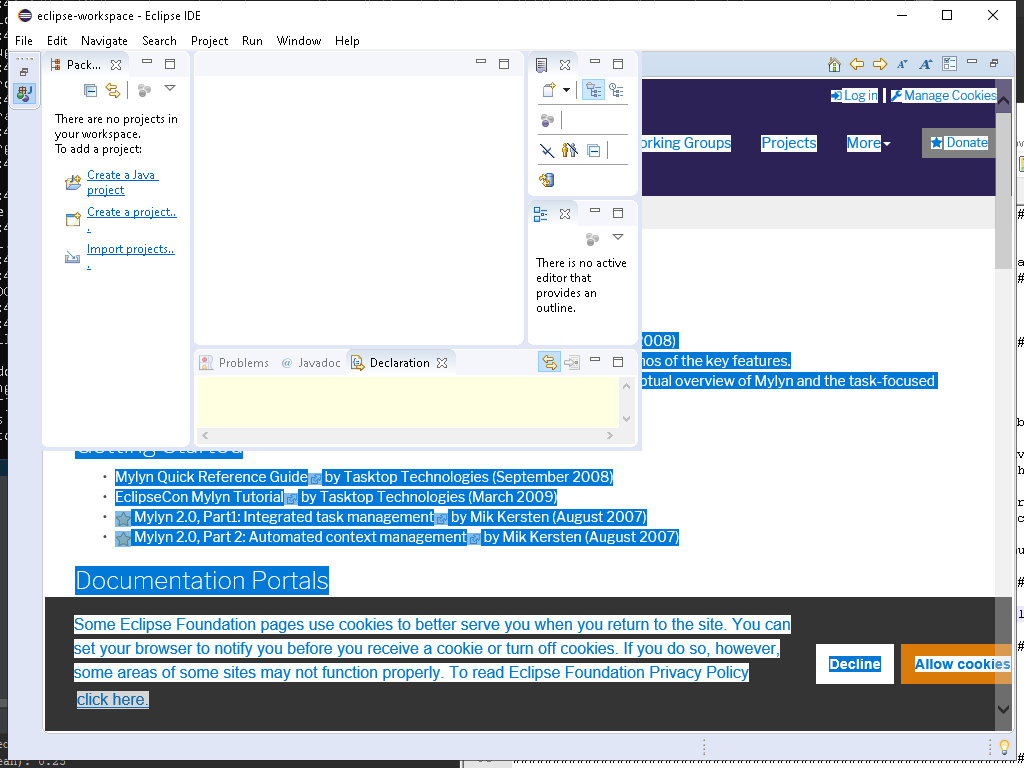 eclipse-workspace - Eclipse IDE
File Edit Navigate Search Project Run Window Help
Pack...
There are no projects in
your workspace.
To add a project:
Create a Java
project
Create a project..
.
Import projects..
.
There is no active
editor that
provides an
outline.
Problems @ Javadoc Declaration
Log in Manage Cookies
orking Groups Projects More Donate
2008)
nos of the key features.
ptual overview of Mylyn and the task-focused
Getting Started
• Mylyn Quick Reference Guide by Tasktop Technologies (September 2008)
• EclipseCon Mylyn Tutorial by Tasktop Technologies (March 2009)
• Mylyn 2.0, Part1: Integrated task management by Mik Kersten (August 2007)
• Mylyn 2.0, Part 2: Automated context management by Mik Kersten (August 2007)
Documentation Portals
Some Eclipse Foundation pages use cookies to better serve you when you return to the site. You can
set your browser to notify you before you receive a cookie or turn off cookies. If you do so, however,
some areas of some sites may not function properly. To read Eclipse Foundation Privacy Policy
click here.
Decline
Allow cookies